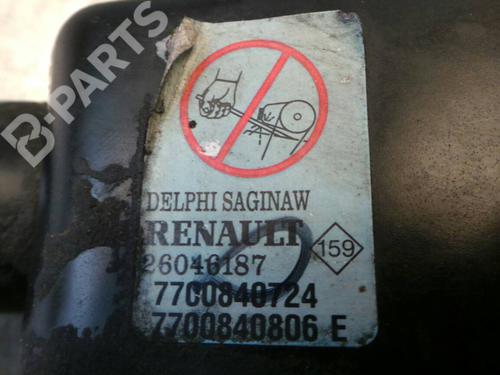 B-PARTS
DELPHI SAGINAW
RENAULT
159
26046187
7700840724
7700840806 E